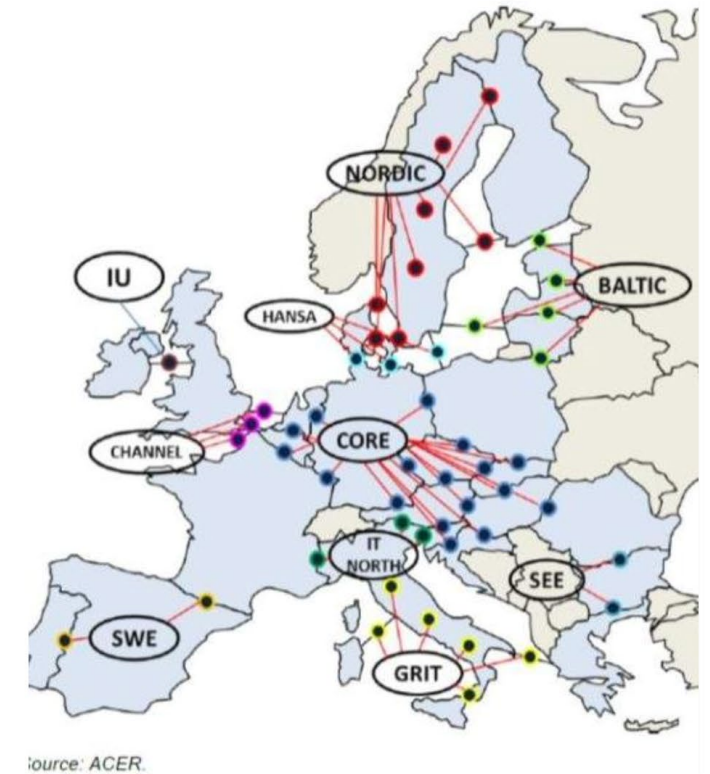 NORDIC
IU
BALTIC
HANSA
CORE
CHANNEL
IT
NORTH
SEE
SWE
GRIT
Source: ACER.